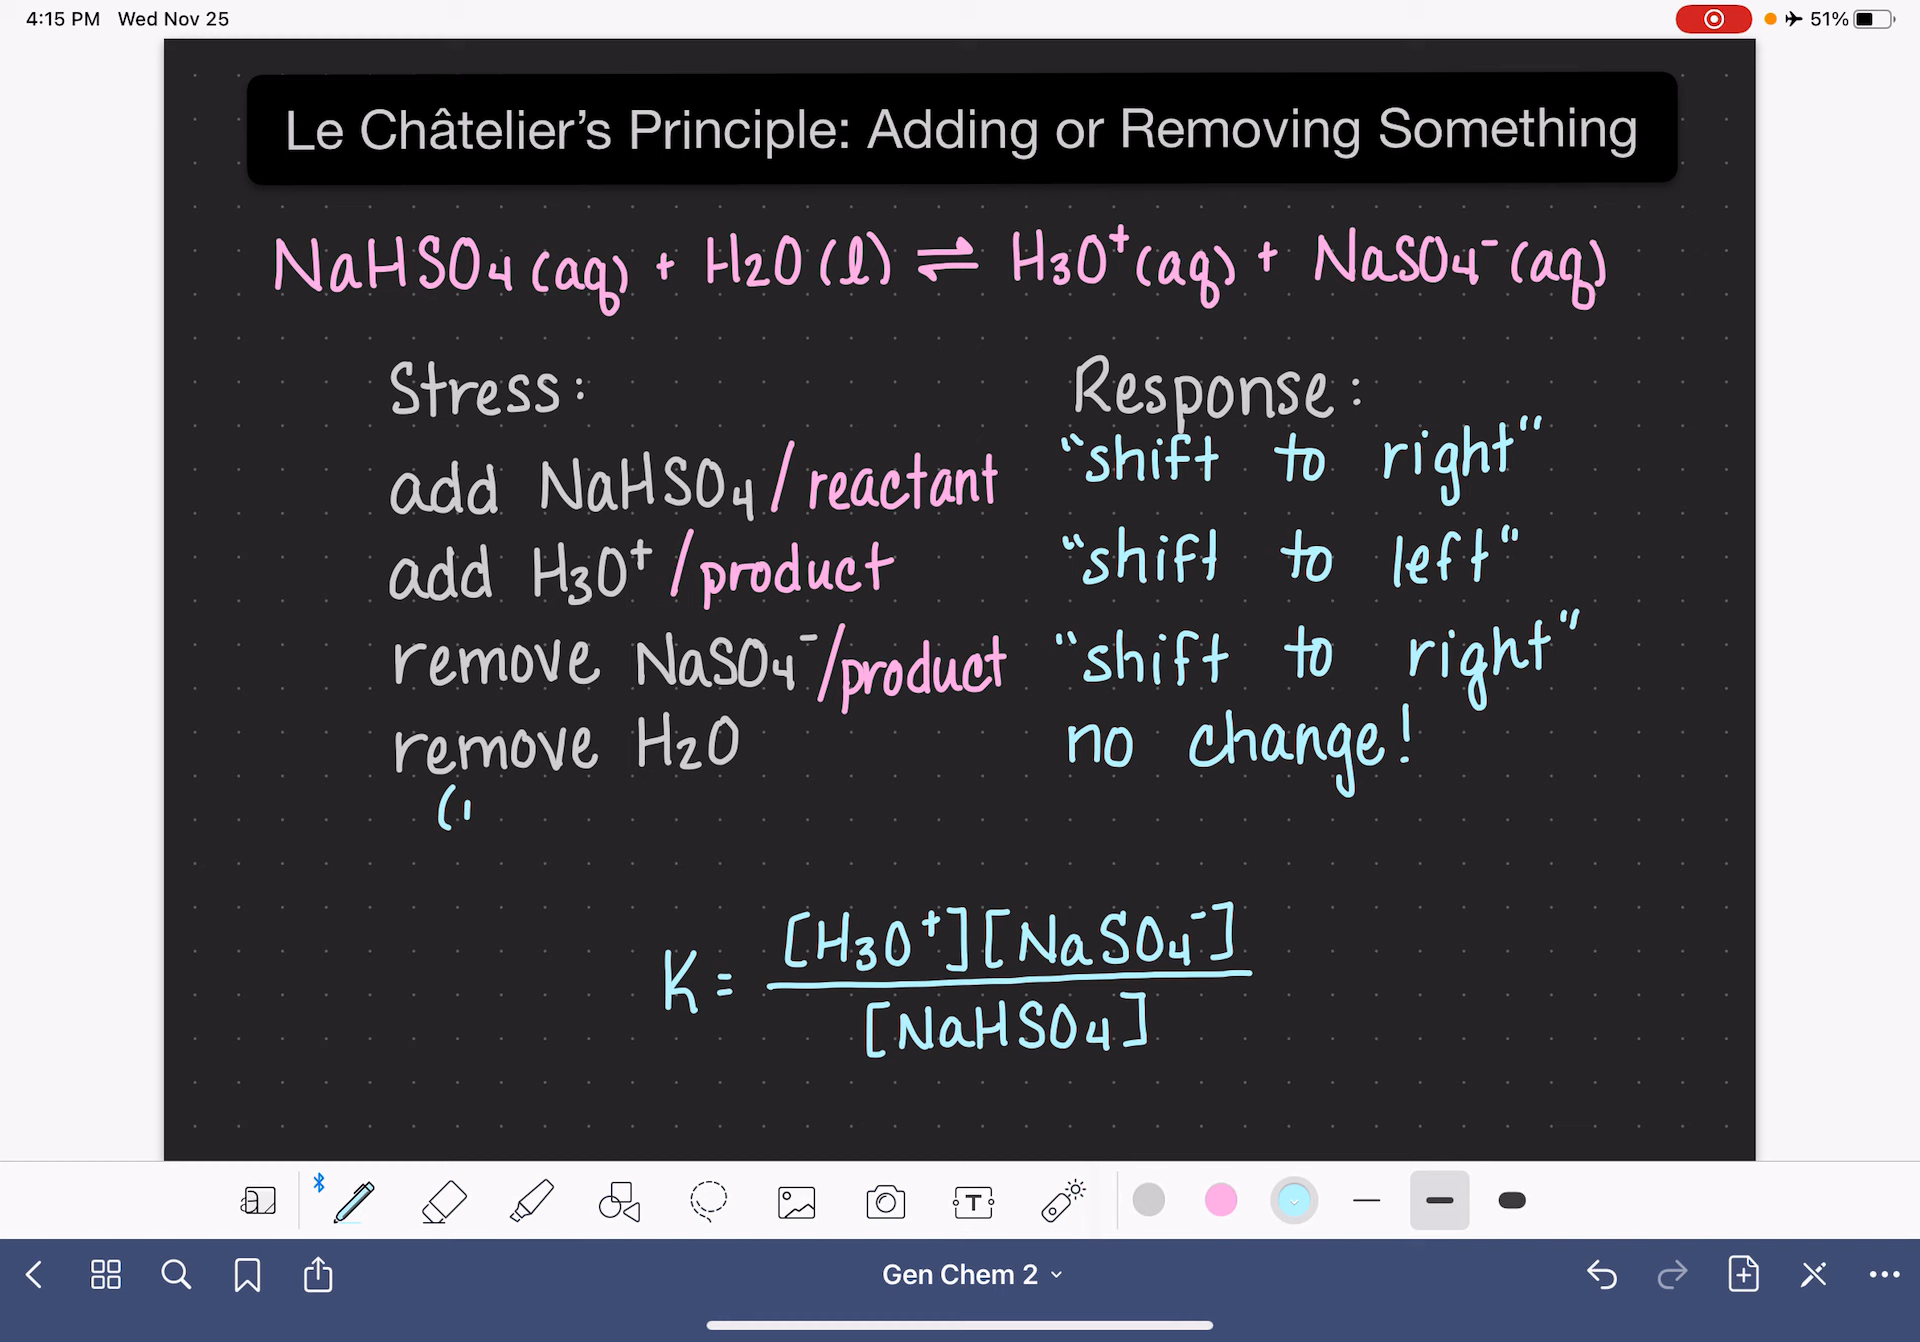 4:15 PM Wed Nov 25 51%
Le Châtelier's Principle: Adding or Removing Something
NaHSO4 (aq) + H2O (l) ⇌ H3O⁺ (aq) + NaSO4⁻ (aq)
Stress: Response:
add NaHSO4 / reactant "shift to right"
add H3O⁺ / product "shift to left"
remove NaSO4⁻ / product "shift to right"
remove H2O no change!
(
K = [H3O⁺][NaSO4⁻]
[NaHSO4]
Gen Chem 2